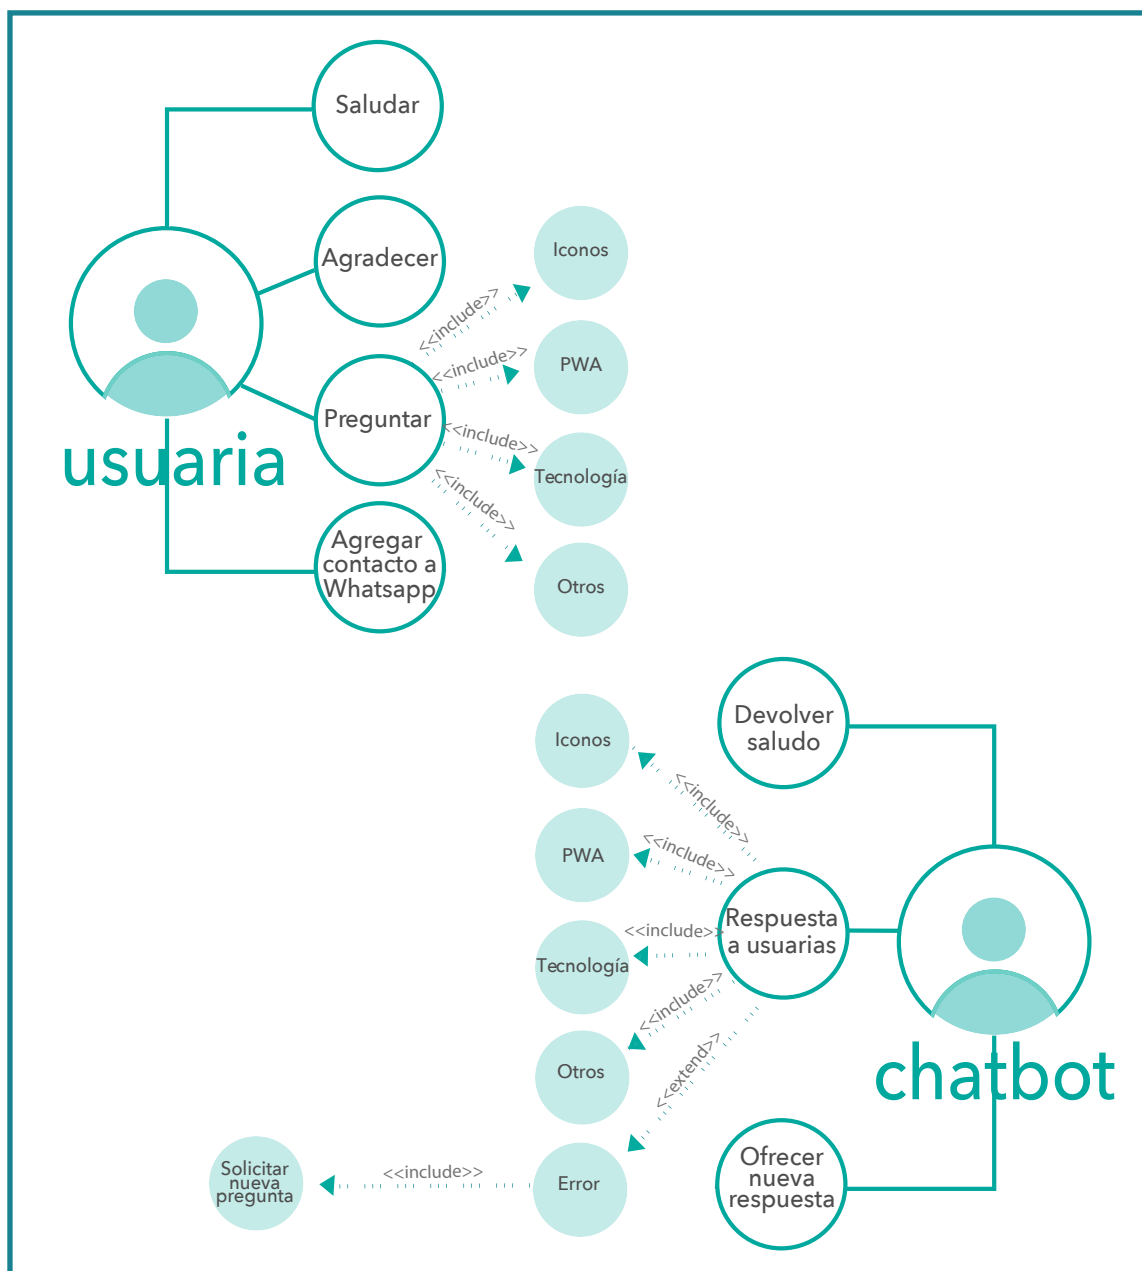 Saludar
Agradecer
Iconos
<<include>>
<<include>>
PWA
Preguntar
<<include>>
Tecnología
usuaria
<<include>>
Agregar
contacto a
Whatsapp
Otros
Devolver
saludo
Iconos
<<include>>
<<include>>
PWA
Respuesta
a usuarias
<<include>>
Tecnología
<<include>>
Otros
<<extend>>
chatbot
Solicitar
nueva
pregunta
<<include>>
Error
Ofrecer
nueva
respuesta